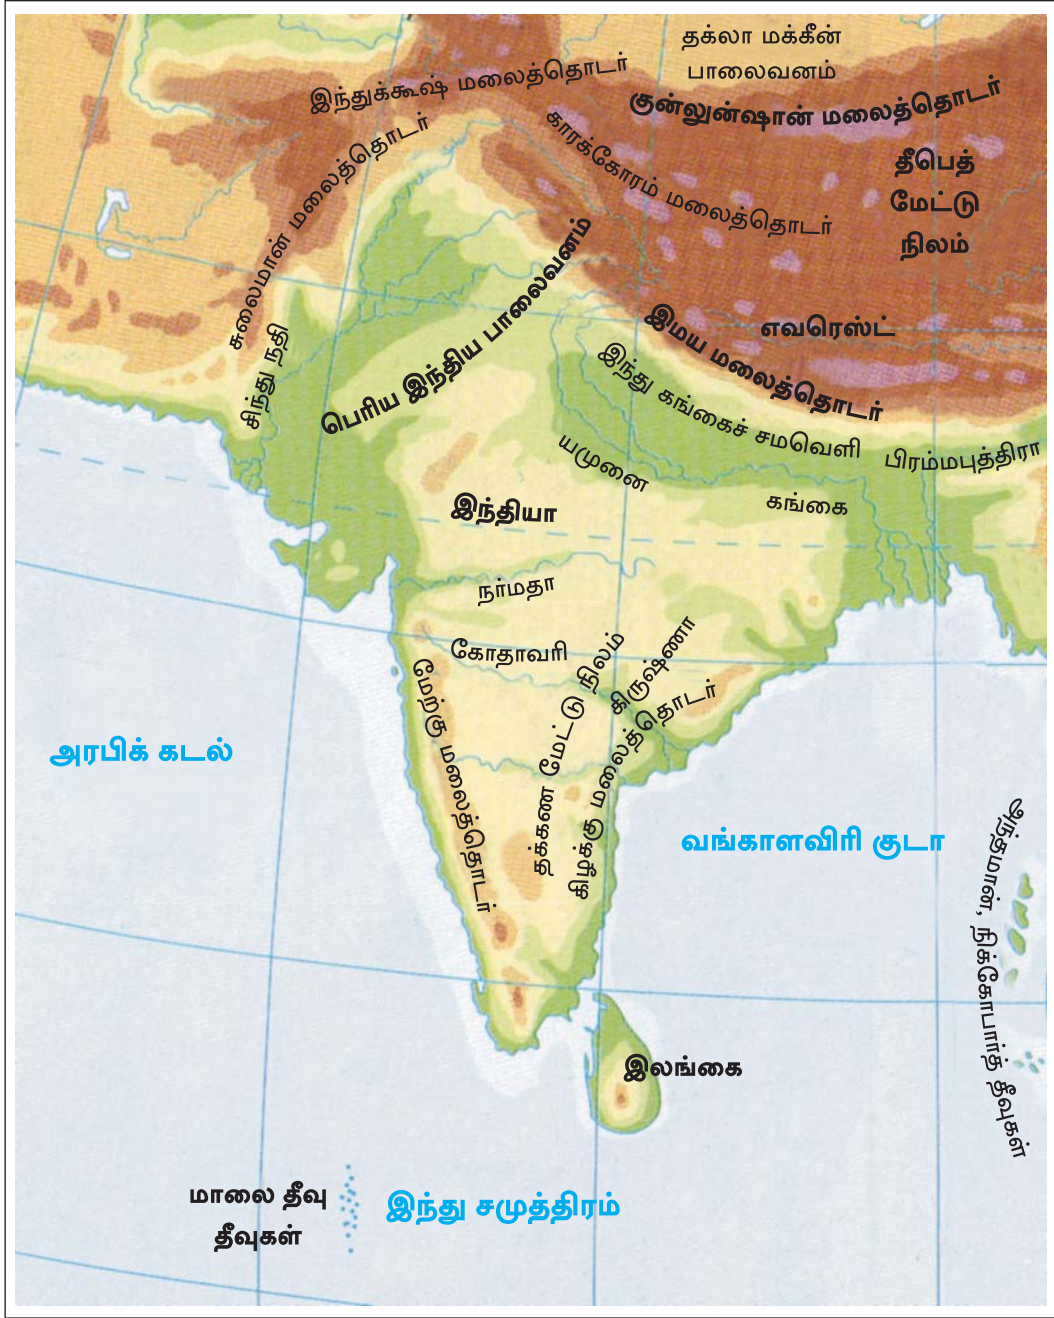 தக்லா மக்கீன்
பாலைவனம்
இந்துக்கூஷ் மலைத்தொடர்
குன்லுன்ஷான் மலைத்தொடர்
காரக்கோரம் மலைத்தொடர்
தீபெத்
மேட்டு
நிலம்
சுலைமான் மலைத்தொடர்
சிந்து நதி
பெரிய இந்திய பாலைவனம்
எவரெஸ்ட்
இமய மலைத்தொடர்
இந்து கங்கைச் சமவெளி
பிரம்மபுத்திரா
யமுனை
கங்கை
இந்தியா
நர்மதா
கோதாவரி
கிருஷ்ணா
மேற்கு மலைத்தொடர்
தக்கண மேட்டு நிலம்
கிழக்கு மலைத்தொடர்
அரபிக் கடல்
வங்காளவிரி குடா
அந்தமான், நிக்கோபார்த் தீவுகள்
இலங்கை
மாலை தீவு
தீவுகள்
இந்து சமுத்திரம்